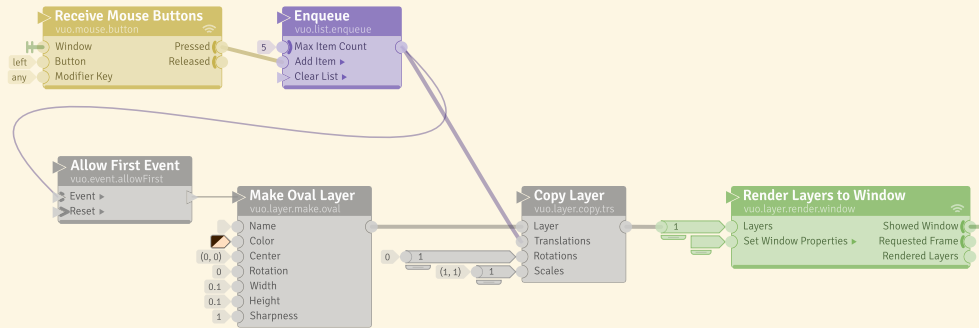 Receive Mouse Buttons
vuo.mouse.button
Window
Pressed
left
Button
Released
any
Modifier Key
Enqueue
vuo.list.enqueue
5
Max Item Count
Add Item ▸
Clear List ▸
Allow First Event
vuo.event.allowFirst
Event ▸
Reset ▸
Make Oval Layer
vuo.layer.make.oval
Name
Color
(0, 0)
Center
0
Rotation
0.1
Width
0.1
Height
1
Sharpness
Copy Layer
vuo.layer.copy.trs
Layer
Translations
0
1
Rotations
(1, 1)
1
Scales
Render Layers to Window
vuo.layer.render.window
1
Layers
Showed Window
Set Window Properties ▸
Requested Frame
Rendered Layers